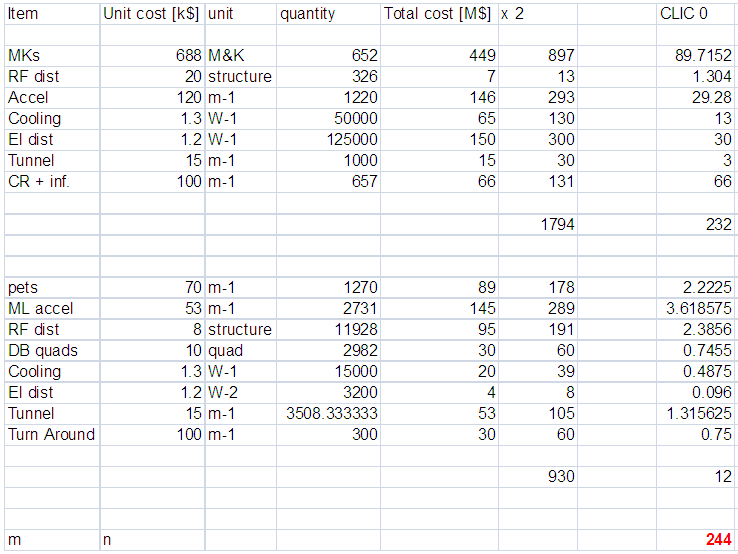 Item Unit cost [k$] unit quantity Total cost [M$] x 2 CLIC 0
MKs 688 M&K 652 449 897 89.7152
RF dist 20 structure 326 7 13 1.304
Accel 120 m-1 1220 146 293 29.28
Cooling 1.3 W-1 50000 65 130 13
El dist 1.2 W-1 125000 150 300 30
Tunnel 15 m-1 1000 15 30 3
CR + inf. 100 m-1 657 66 131 66
1794 232
pets 70 m-1 1270 89 178 2.2225
ML accel 53 m-1 2731 145 289 3.618575
RF dist 8 structure 11928 95 191 2.3856
DB quads 10 quad 2982 30 60 0.7455
Cooling 1.3 W-1 15000 20 39 0.4875
El dist 1.2 W-2 3200 4 8 0.096
Tunnel 15 m-1 3508.333333 53 105 1.315625
Turn Around 100 m-1 300 30 60 0.75
930 12
m n 244